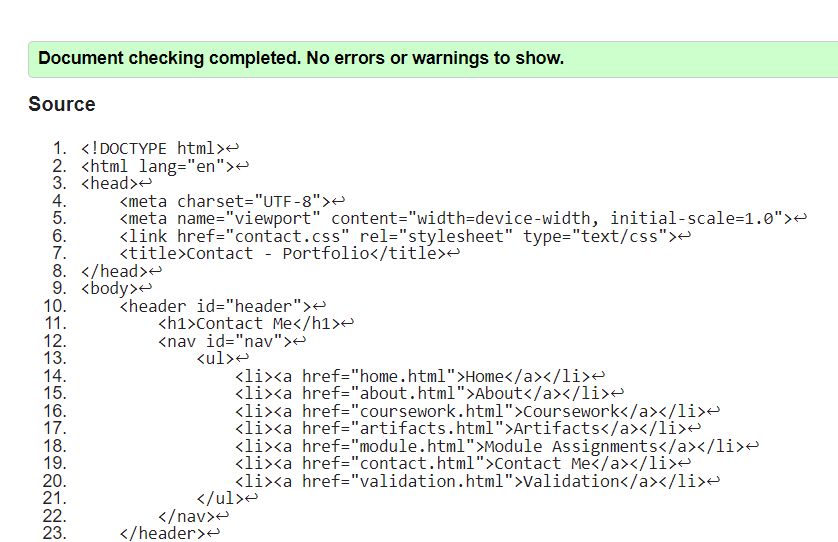 Document checking completed. No errors or warnings to show.
Source
1. <!DOCTYPE html>↩
2. <html lang="en">↩
3. <head>↩
4.     <meta charset="UTF-8">↩
5.     <meta name="viewport" content="width=device-width, initial-scale=1.0">↩
6.     <link href="contact.css" rel="stylesheet" type="text/css">↩
7.     <title>Contact - Portfolio</title>↩
8. </head>↩
9. <body>↩
10.     <header id="header">↩
11.         <h1>Contact Me</h1>↩
12.         <nav id="nav">↩
13.             <ul>↩
14.                 <li><a href="home.html">Home</a></li>↩
15.                 <li><a href="about.html">About</a></li>↩
16.                 <li><a href="coursework.html">Coursework</a></li>↩
17.                 <li><a href="artifacts.html">Artifacts</a></li>↩
18.                 <li><a href="module.html">Module Assignments</a></li>↩
19.                 <li><a href="contact.html">Contact Me</a></li>↩
20.                 <li><a href="validation.html">Validation</a></li>↩
21.             </ul>↩
22.         </nav>↩
23.     </header>↩